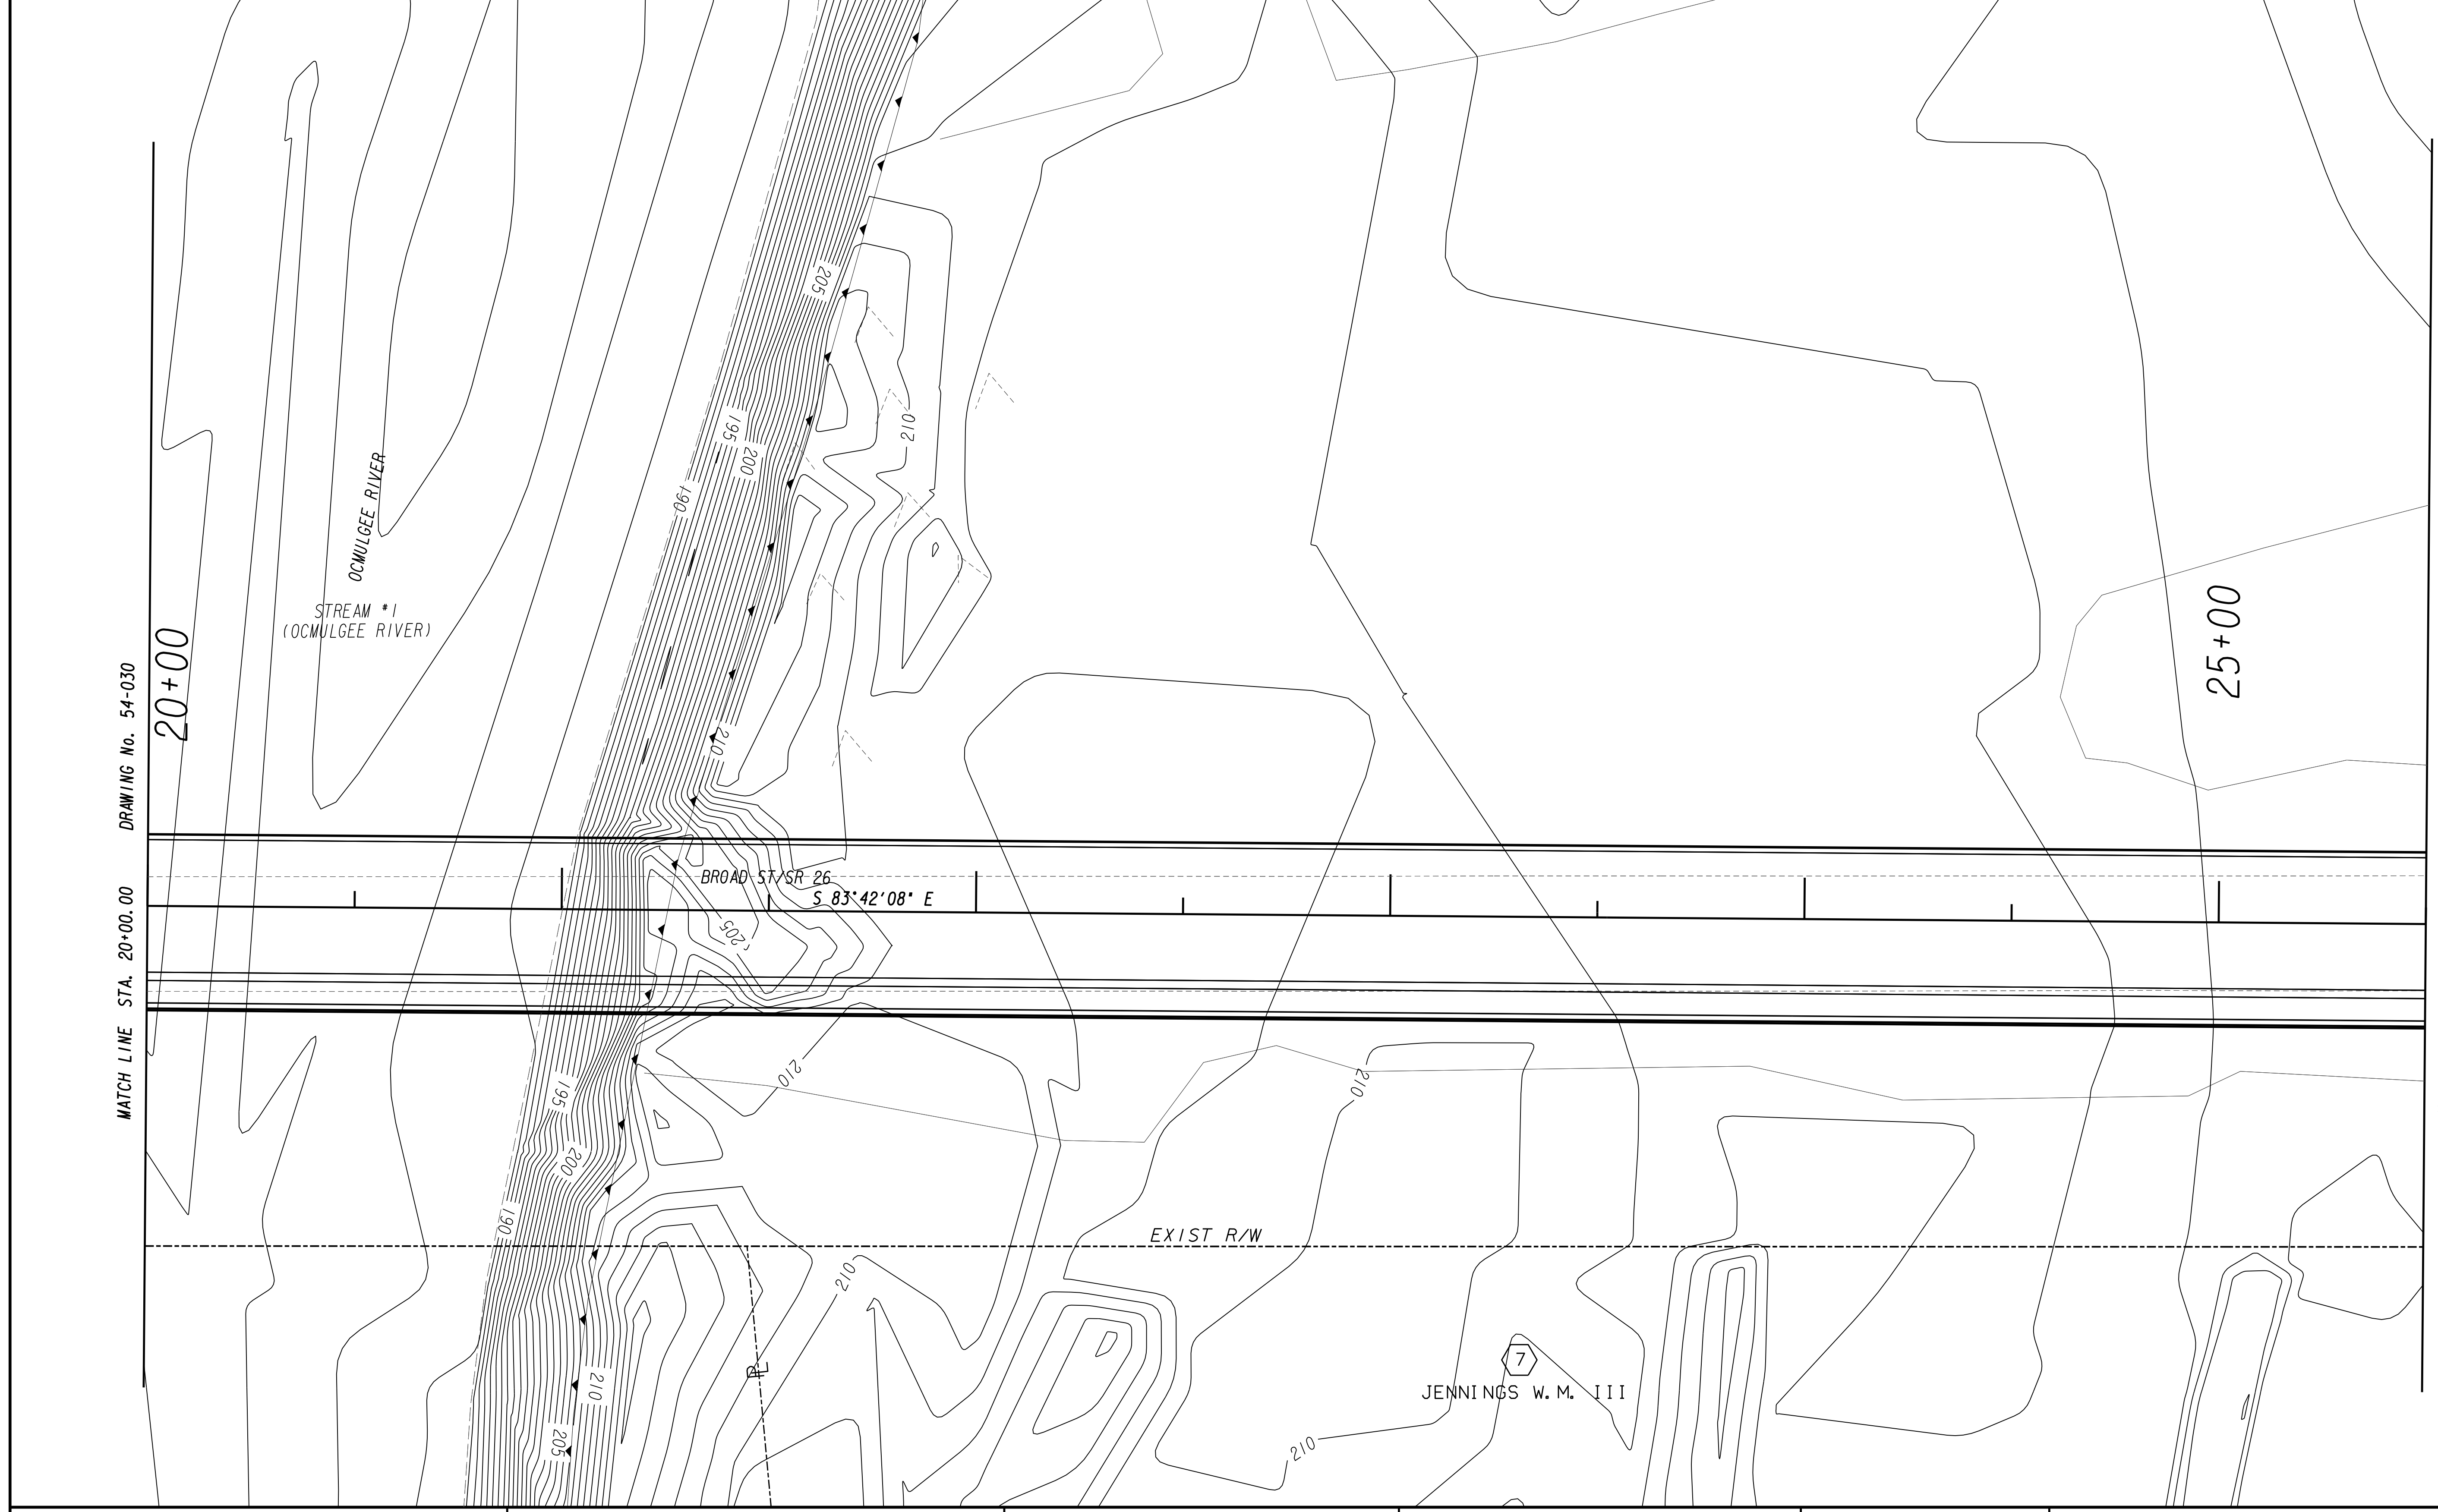 205
195
200
190
210
OCMULGEE RIVER
STREAM #1
(OCMULGEE RIVER)
20+00
25+00
DRAWING No. 54-030
MATCH LINE STA. 20+00.00
210
BROAD ST/SR 26
S 83°42'08" E
205
210
210
195
200
190
EXIST R/W
210
PL
210
205
7
JENNINGS W.M. III
210